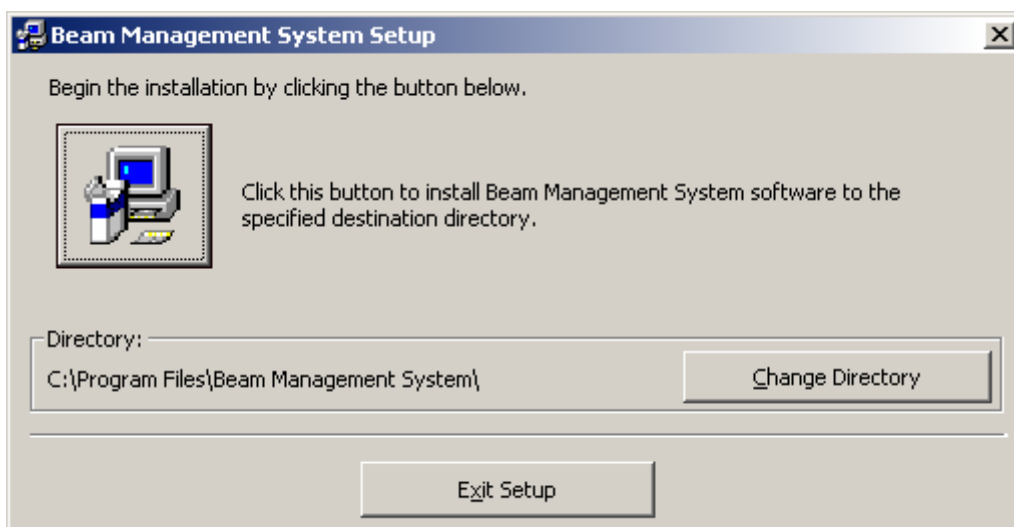 Beam Management System Setup
Begin the installation by clicking the button below.
Click this button to install Beam Management System software to the
specified destination directory.
Directory:
C:\Program Files\Beam Management System\
Change Directory
Exit Setup